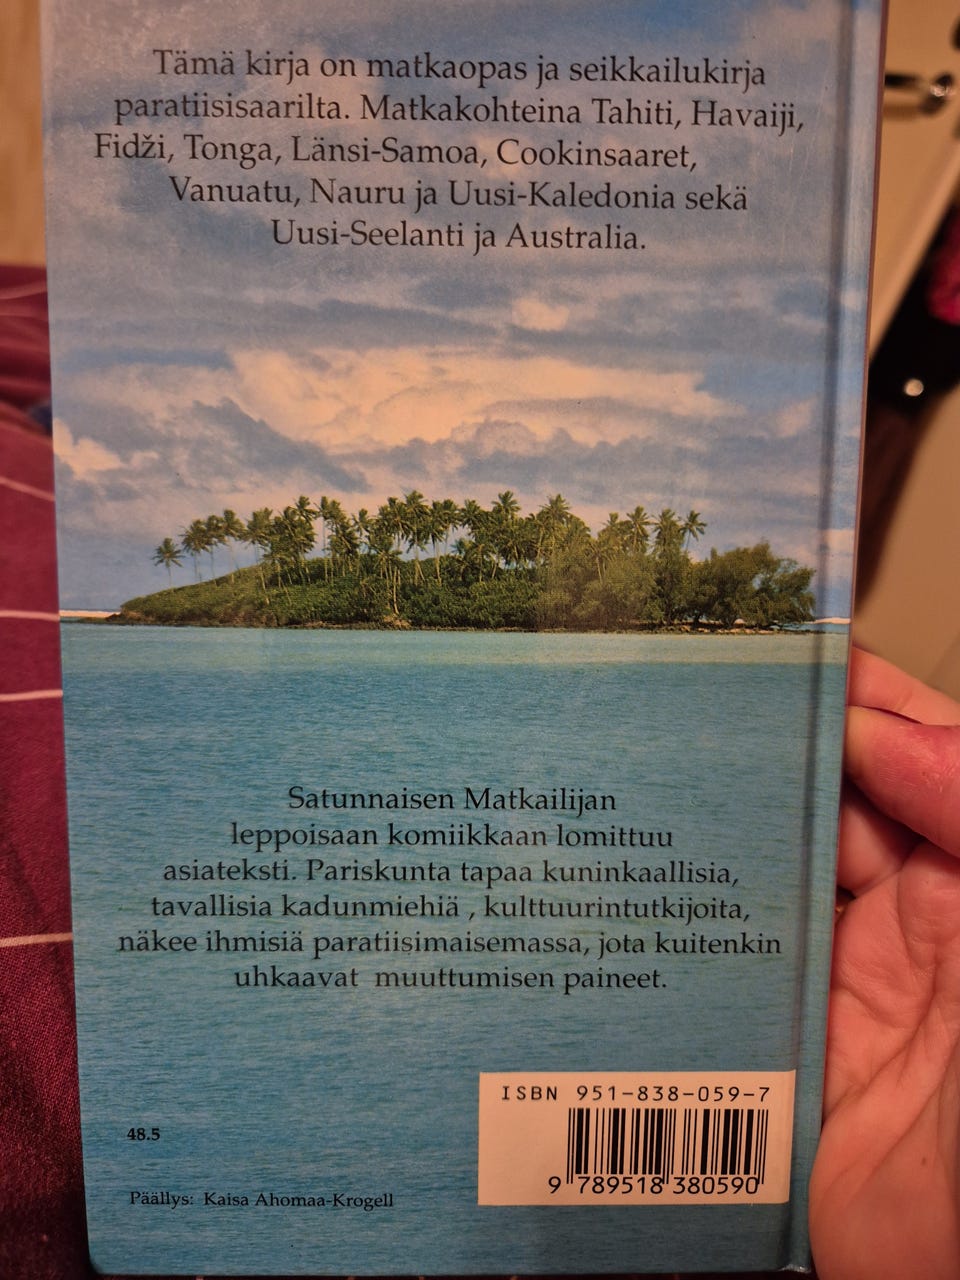 Tämä kirja on matkaopas ja seikkailukirja
paratiisisaarilta. Matkakohteina Tahiti, Havaiji,
Fidži, Tonga, Länsi-Samoa, Cookinsaaret,
Vanuatu, Nauru ja Uusi-Kaledonia sekä
Uusi-Seelanti ja Australia.
Satunnaisen Matkailijan
leppoisaan komiikkaan lomittuu
asiateksti. Pariskunta tapaa kuninkaallisia,
tavallisia kadunmiehiä , kulttuurintutkijoita,
näkee ihmisiä paratiisimaisemassa, jota kuitenkin
uhkaavat muuttumisen paineet.
ISBN 951-838-059-7
48.5
9 789518 380590
Päällys: Kaisa Ahomaa-Krogell